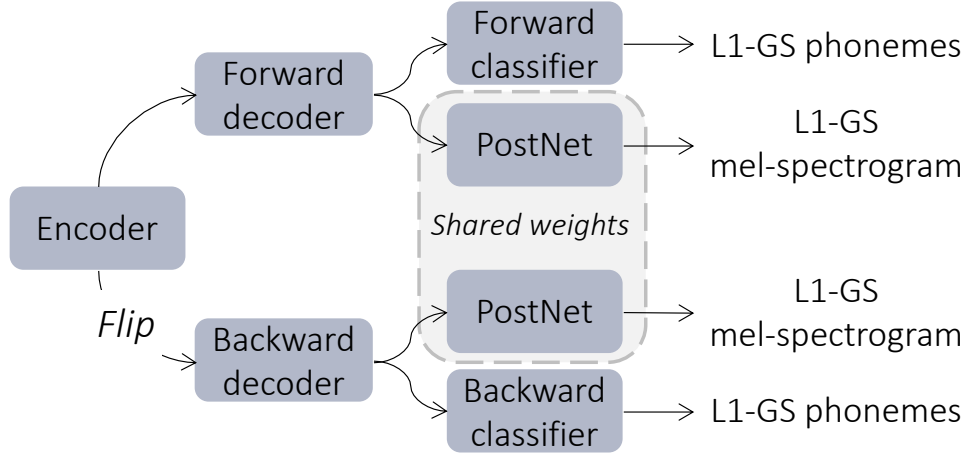 Forward
classifier
L1-GS phonemes
Forward
decoder
PostNet
L1-GS
mel-spectrogram
Encoder
Shared weights
Flip
Backward
decoder
PostNet
L1-GS
mel-spectrogram
Backward
classifier
L1-GS phonemes